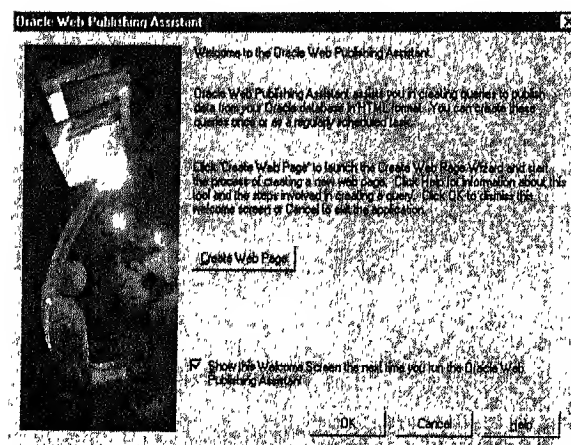 Oracle Web Publishing Assistant
Welcome to the Oracle Web Publishing Assistant.
Oracle Web Publishing Assistant assists you in creating queries to publish
data from your Oracle database in HTML format. You can create these
queries once or as a regularly scheduled task.
Click 'Create Web Page' to launch the Create Web Page Wizard and start
the process of creating a new web page. Click Help for information about this
tool and the steps involved in creating a query. Click OK to dismiss this
welcome screen or Cancel to exit the application.
Create Web Page
Show this Welcome Screen the next time you run the Oracle Web
Publishing Assistant
OK
Cancel
Help